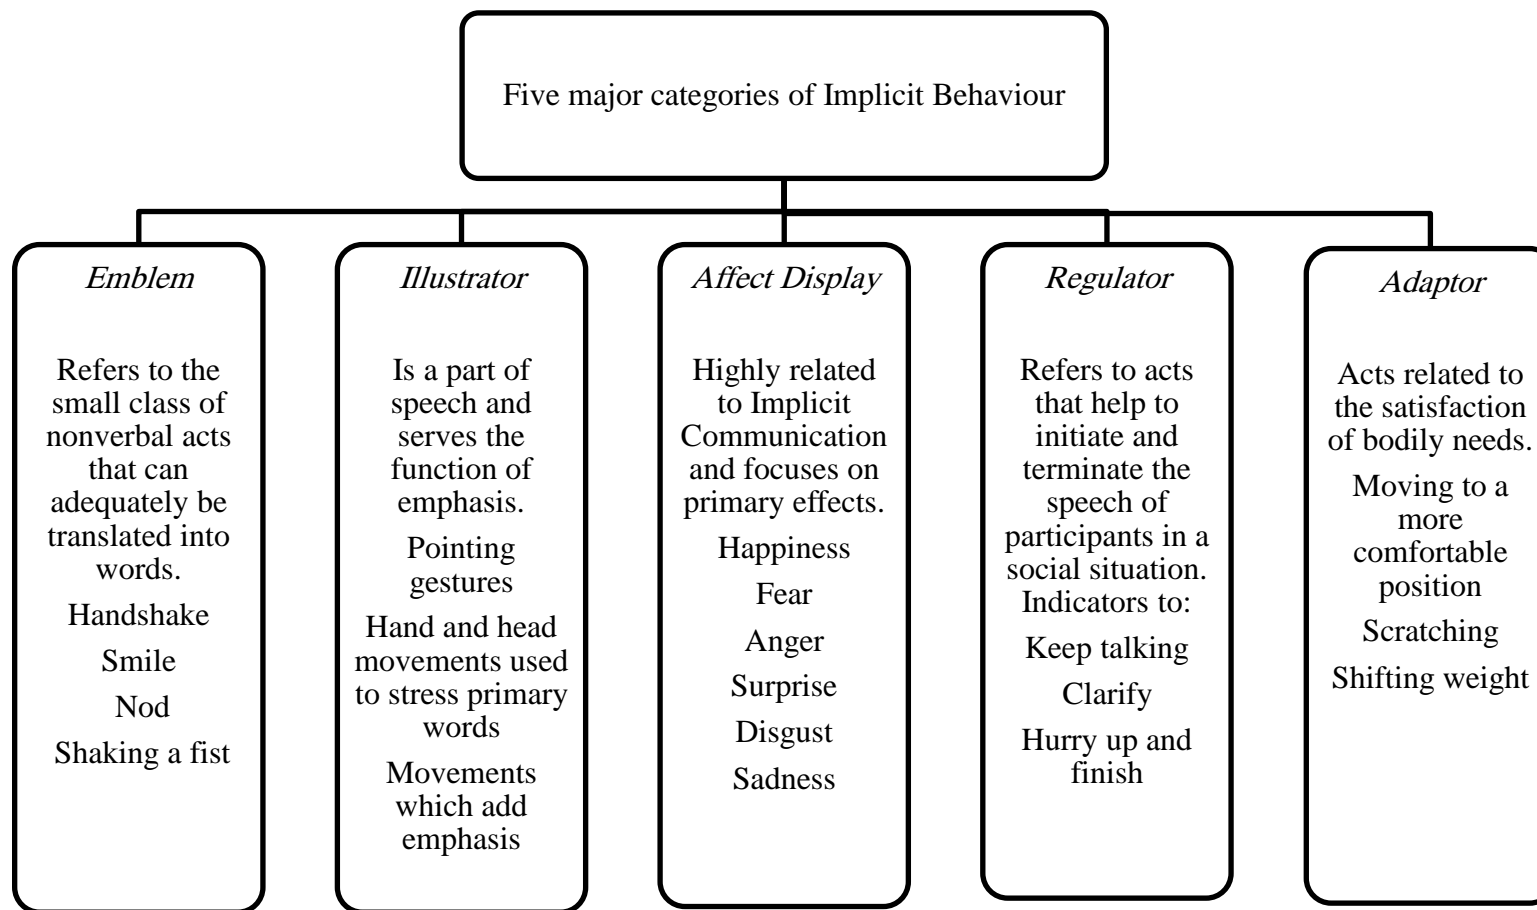 Five major categories of Implicit Behaviour
Emblem
Refers to the
small class of
nonverbal acts
that can
adequately be
translated into
words.
Handshake
Smile
Nod
Shaking a fist
Illustrator
Is a part of
speech and
serves the
function of
emphasis.
Pointing
gestures
Hand and head
movements used
to stress primary
words
Movements
which add
emphasis
Affect Display
Highly related
to Implicit
Communication
and focuses on
primary effects.
Happiness
Fear
Anger
Surprise
Disgust
Sadness
Regulator
Refers to acts
that help to
initiate and
terminate the
speech of
participants in a
social situation.
Indicators to:
Keep talking
Clarify
Hurry up and
finish
Adaptor
Acts related to
the satisfaction
of bodily needs.
Moving to a
more
comfortable
position
Scratching
Shifting weight